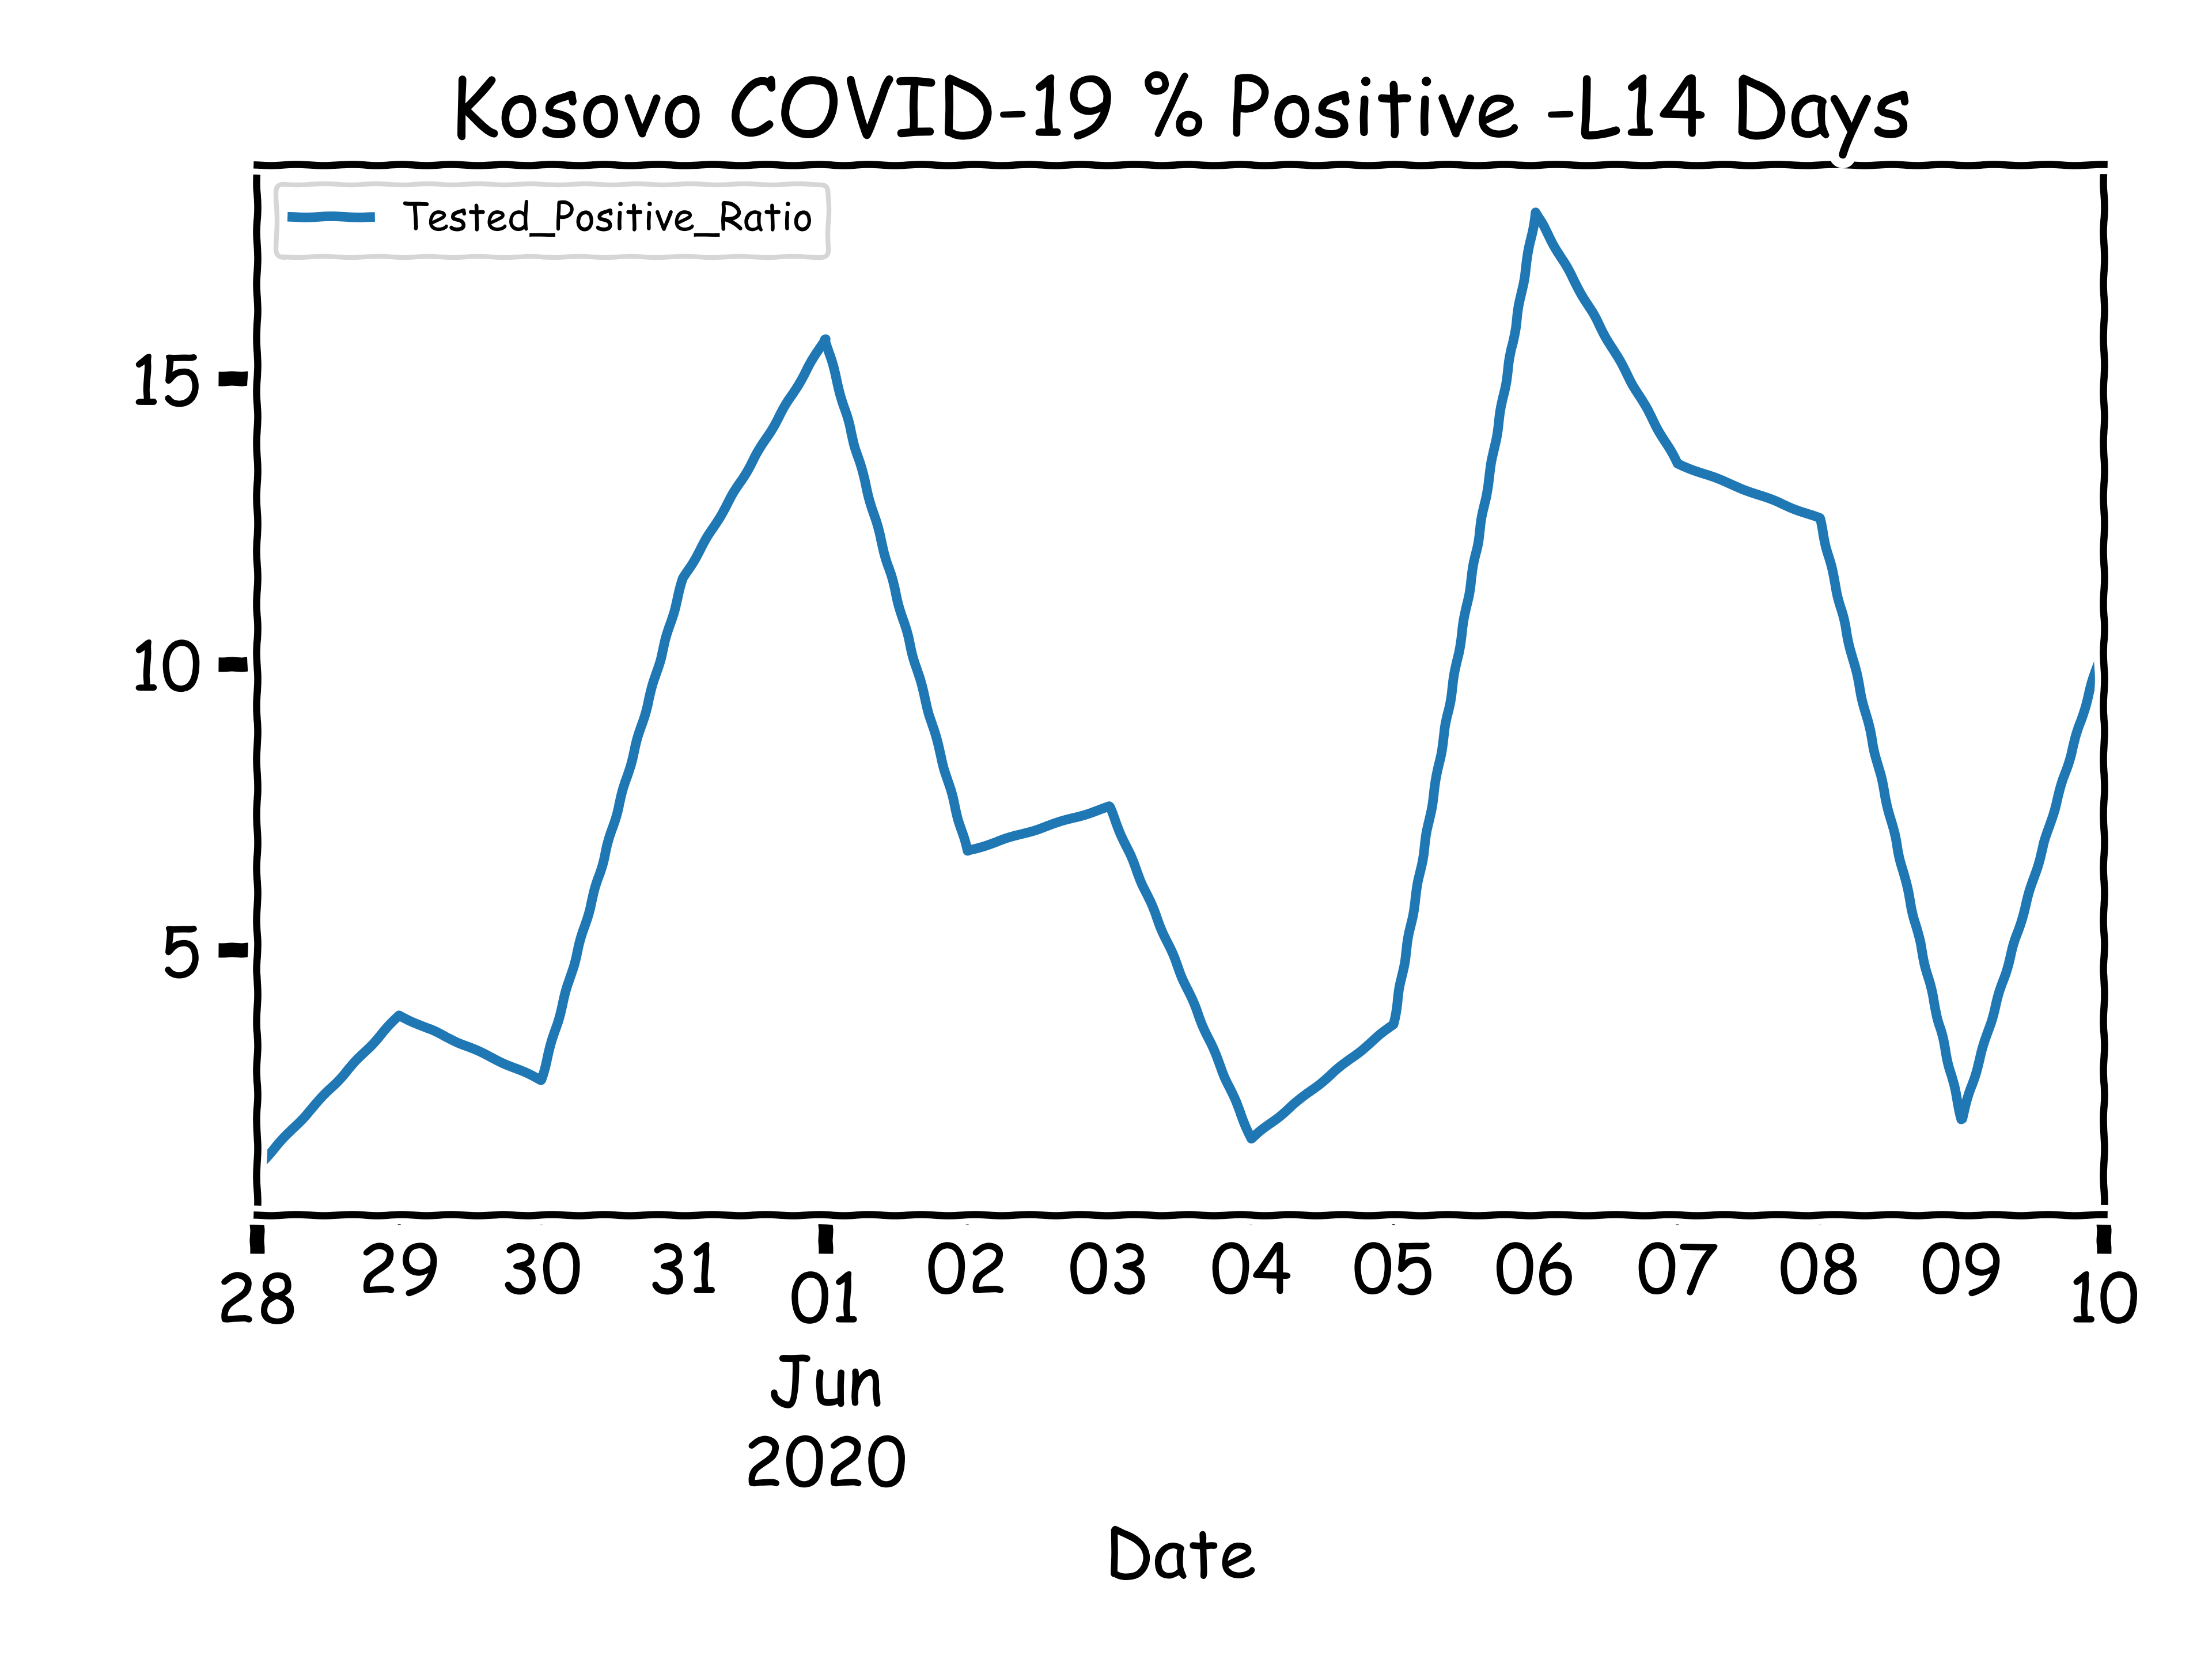 Kosovo COVID-19 % Positive -L14 Days
Tested_Positive_Ratio
15
10
5
28 29 30 31 01 02 03 04 05 06 07 08 09 10
Jun
2020
Date